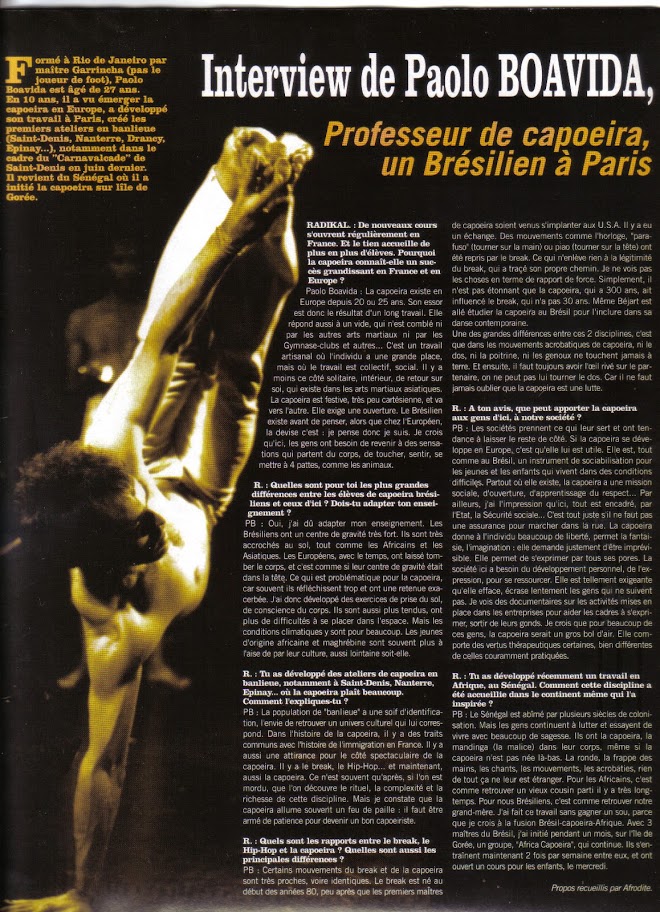 Formé à Rio de Janeiro par
maître Garrincha (pas le
joueur de foot), Paolo
Boavida est âgé de 27 ans.
En 10 ans, il a vu émerger la
capoeira en Europe, a développé
son travail à Paris, créé les
premiers ateliers en banlieue
(Saint-Denis, Nanterre, Drancy,
Epinay...), notamment dans le
cadre du "Carnavalcade" de
Saint-Denis en juin dernier.
Il revient du Sénégal où il a
initié la capoeira sur lîle de
Gorée.
Interview de Paolo BOAVIDA,
Professeur de capoeira,
un Brésilien à Paris
RADIKAL. : De nouveaux cours
s'ouvrent régulièrement en
France. Et le tien accueille de
plus en plus d'élèves. Pourquoi
la capoeira connaît-elle un suc-
cès grandissant en France et en
Europe ?
Paolo Boavida : La capoeira existe en
Europe depuis 20 ou 25 ans. Son essor
est donc le résultat d'un long travail. Elle
répond aussi à un vide, qui n'est comblé ni
par les autres arts martiaux ni par les
Gymnase-clubs et autres... C'est un travail
artisanal où l'individu a une grande place,
mais où le travail est collectif, social. Il y a
moins ce côté solitaire, intérieur, de retour sur
soi, qui existe dans les arts martiaux asiatiques.
La capoeira est festive, très peu cartésienne, et va
vers l'autre. Elle exige une ouverture. Le Brésilien
existe avant de penser, alors que chez l'Européen,
la devise c'est : je pense donc je suis. Je crois
qu'ici, les gens ont besoin de revenir à des sensa-
tions qui partent du corps, de toucher, sentir, se
mettre à 4 pattes, comme les animaux.
R. : Quelles sont pour toi les plus grandes
différences entre les élèves de capoeira brési-
liens et ceux d'ici ? Dois-tu adapter ton ensei-
gnement ?
PB : Oui, j'ai dû adapter mon enseignement. Les
Brésiliens ont un centre de gravité très fort. Ils sont très
accrochés au sol, tout comme les Africains et les
Asiatiques. Les Européens, avec le temps, ont laissé tom-
ber le corps, et c'est comme si leur centre de gravité était
dans la tête. Ce qui est problématique pour la capoeira,
car souvent ils réfléchissent trop et ont une retenue exa-
cerbée. J'ai donc développé des exercices de prise du sol,
de conscience du corps. Ils sont aussi plus tendus, ont
plus de difficultés à se placer dans l'espace. Mais les
conditions climatiques y sont pour beaucoup. Les jeunes
d'origine africaine et maghrébine sont souvent plus à
l'aise de par leur culture, aussi lointaine soit-elle.
R. : Tu as développé des ateliers de capoeira en
banlieue, notamment à Saint-Denis, Nanterre,
Epinay... où la capoeira plaît beaucoup.
Comment l'expliques-tu ?
PB : La population de "banlieue" a une soif d'identifica-
tion, l'envie de retrouver un univers culturel qui lui corres-
pond. Dans l'histoire de la capoeira, il y a des traits
communs avec l'histoire de l'immigration en France. Il y a
aussi une attirance pour le côté spectaculaire de la
capoeira. Il y a le break, le Hip-Hop... et maintenant,
aussi la capoeira. Ce n'est souvent qu'après, si l'on est
mordu, que l'on découvre le rituel, la complexité et la
richesse de cette discipline. Mais je constate que la
capoeira allume souvent un feu de paille : il faut être
armé de patience pour devenir un bon capoeiriste.
R. : Quels sont les rapports entre le break, le
Hip-Hop et la capoeira ? Quelles sont aussi les
principales différences ?
PB : Certains mouvements du break et de la capoeira
sont très proches, voire identiques. Le break est né au
début des années 80, peu après que les premiers maîtres
de capoeira soient venus s'implanter aux U.S.A. Il y a eu
un échange. Des mouvements comme l'horloge, "para-
fuso" (tourner sur la main) ou piao (tourner sur la tête) ont
été repris par le break. Ce qui n'enlève rien à la légitimité
du break, qui a traçé son propre chemin. Je ne vois pas
les choses en terme de rapport de force. Simplement, il
n'est pas étonnant que la capoeira, qui a 300 ans, ait
influencé le break, qui n'a pas 30 ans. Même Béjart est
allé étudier la capoeira au Brésil pour l'inclure dans sa
danse contemporaine.
Une des grandes différences entre ces 2 disciplines, c'est
que dans les mouvements acrobatiques de capoeira, ni le
dos, ni la poitrine, ni les genoux ne touchent jamais à
terre. Et ensuite, il faut toujours avoir l'œil rivé sur le par-
tenaire, on ne peut pas lui tourner le dos. Car il ne faut
jamais oublier que la capoeira est une lutte.
R. : A ton avis, que peut apporter la capoeira
aux gens d'ici, à notre société ?
PB : Les sociétés prennent ce qui leur sert et ont ten-
dance à laisser le reste de côté. Si la capoeira se déve-
loppe en Europe, c'est qu'elle lui est utile. Elle est, tout
comme au Brésil, un instrument de sociabilisation pour
les jeunes et les enfants qui vivent dans des conditions
difficiles. Partout où elle existe, la capoeira a une mission
sociale, d'ouverture, d'apprentissage du respect... Par
ailleurs, j'ai l'impression qu'ici, tout est encadré, par
l'Etat, la Sécurité sociale... C'est tout juste s'il ne faut pas
une assurance pour marcher dans la rue. La capoeira
donne à l'individu beaucoup de liberté, permet la fantai-
sie, l'imagination ; elle demande justement d'être imprévi-
sible. Elle permet de s'exprimer par tous ses pores. La
société ici a besoin du développement personnel, de l'ex-
pression, pour se ressourcer. Elle est tellement exigeante
qu'elle efface, écrase lentement les gens qui ne suivent
pas. Je vois des documentaires sur les activités mises en
place dans les entreprises pour aider les cadres à s'expri-
mer, sortir de leurs gonds. Je crois que pour beaucoup de
ces gens, la capoeira serait un gros bol d'air. Elle com-
porte des vertus thérapeutiques certaines, bien différentes
de celles couramment pratiquées.
R. : Tu as développé récemment un travail en
Afrique, au Sénégal. Comment cette discipline a
été accueillie dans le continent même qui l'a
inspirée ?
PB : Le Sénégal est abîmé par plusieurs siècles de coloni-
sation. Mais les gens continuent à lutter et essayent de
vivre avec beaucoup de sagesse. Ils ont la capoeira, la
mandinga (la malice) dans leur corps, même si la
capoeira n'est pas née là-bas. La ronde, la frappe des
mains, les chants, les mouvements, les acrobaties, rien
de tout ça ne leur est étranger. Pour les Africains, c'est
comme retrouver un vieux cousin parti il y a très long-
temps. Pour nous Brésiliens, c'est comme retrouver notre
grand-mère. J'ai fait ce travail sans gagner un sou, parce
que je crois à la fusion Brésil-capoeira-Afrique. Avec 3
maîtres du Brésil, j'ai initié pendant un mois, sur l'île de
Gorée, un groupe, "Africa Capoeira", qui continue. Ils s'en-
traînent maintenant 2 fois par semaine entre eux, et ont
ouvert un cours pour les enfants, le mercredi.
Propos recueillis par Afrodite.